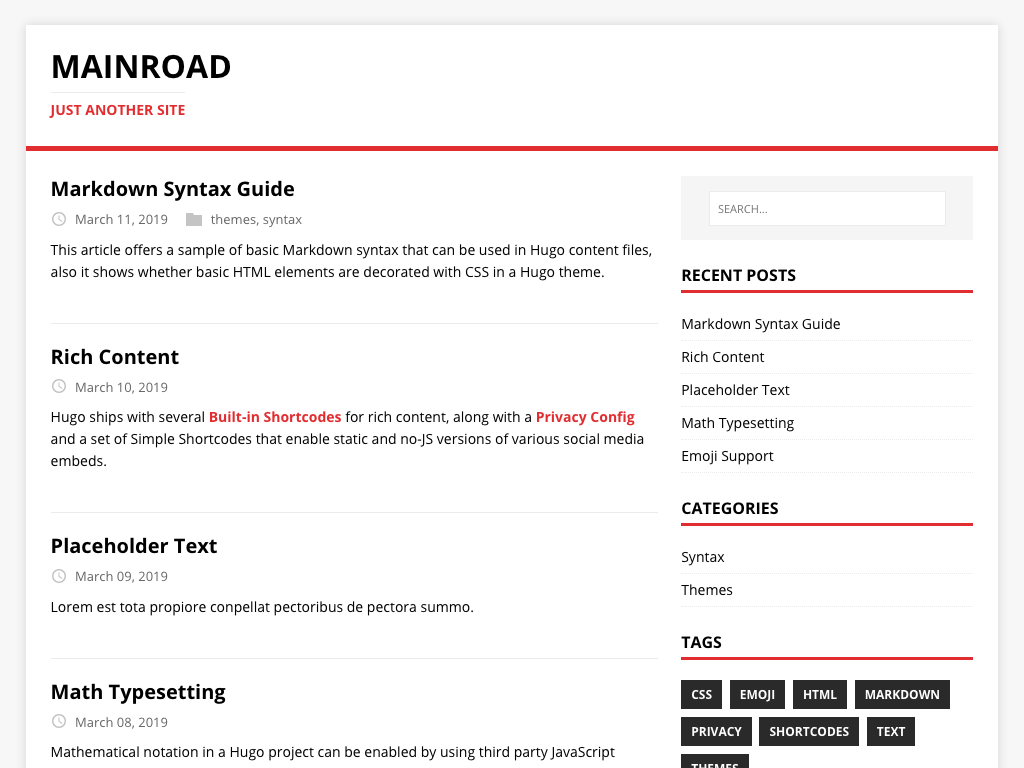 MAINROAD
JUST ANOTHER SITE
Markdown Syntax Guide
March 11, 2019 themes, syntax
This article offers a sample of basic Markdown syntax that can be used in Hugo content files,
also it shows whether basic HTML elements are decorated with CSS in a Hugo theme.
Rich Content
March 10, 2019
Hugo ships with several Built-in Shortcodes for rich content, along with a Privacy Config
and a set of Simple Shortcodes that enable static and no-JS versions of various social media
embeds.
Placeholder Text
March 09, 2019
Lorem est tota propiore conpellat pectoribus de pectora summo.
Math Typesetting
March 08, 2019
Mathematical notation in a Hugo project can be enabled by using third party JavaScript
SEARCH...
RECENT POSTS
Markdown Syntax Guide
Rich Content
Placeholder Text
Math Typesetting
Emoji Support
CATEGORIES
Syntax
Themes
TAGS
CSS EMOJI HTML MARKDOWN
PRIVACY SHORTCODES TEXT
THEMES